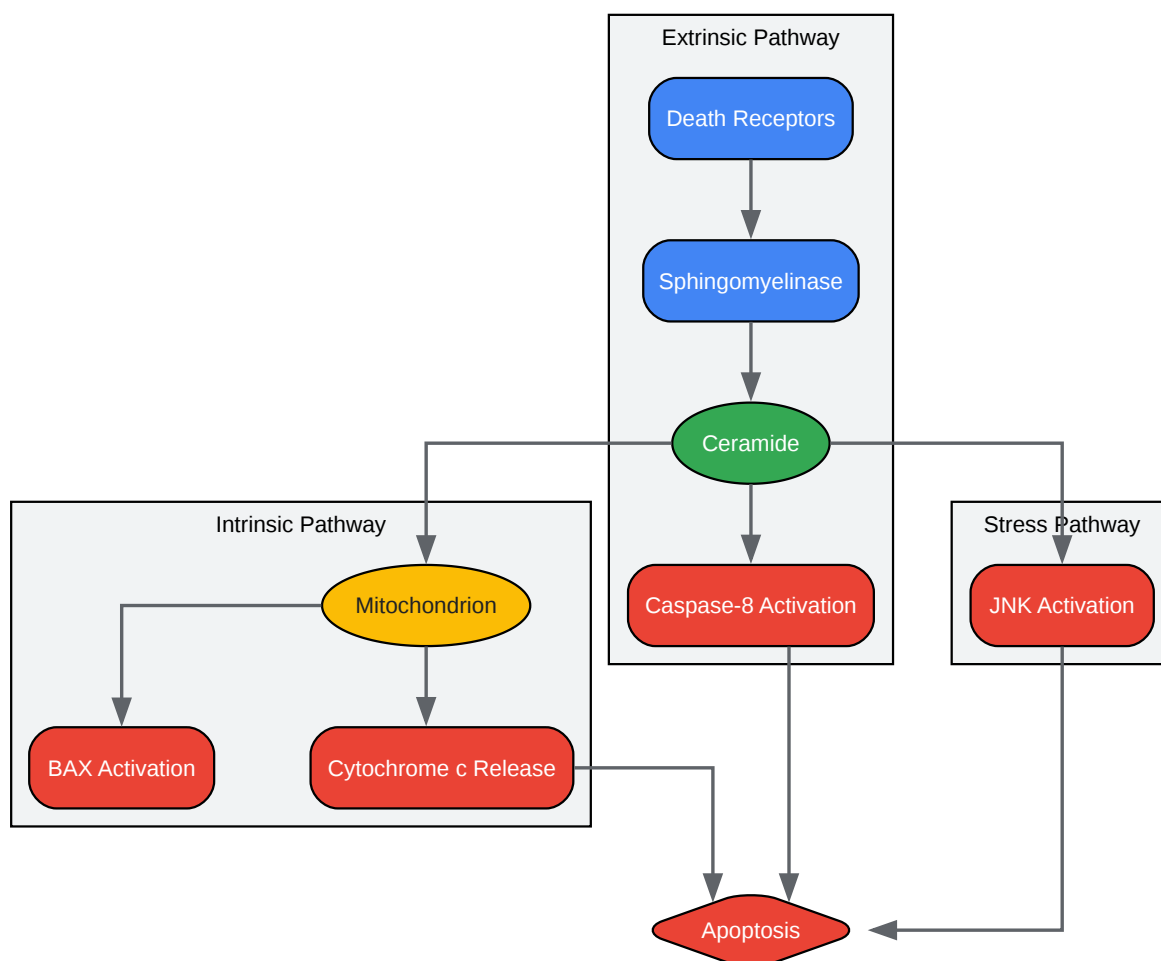 Extrinsic Pathway
Death Receptors
Sphingomyelinase
Ceramide
Intrinsic Pathway
Stress Pathway
Mitochondrion
Caspase-8 Activation
JNK Activation
BAX Activation
Cytochrome c Release
Apoptosis